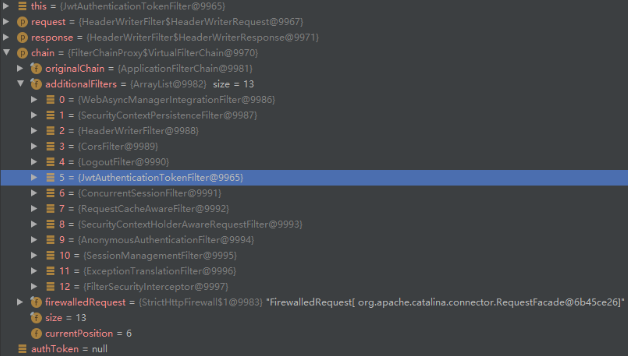 this = {JwtAuthenticationTokenFilter@9965}
request = {HeaderWriterFilter$HeaderWriterRequest@9967}
response = {HeaderWriterFilter$HeaderWriterResponse@9971}
chain = {FilterChainProxy$VirtualFilterChain@9970}
originalChain = {ApplicationFilterChain@9981}
additionalFilters = {ArrayList@9982} size = 13
0 = {WebAsyncManagerIntegrationFilter@9986}
1 = {SecurityContextPersistenceFilter@9987}
2 = {HeaderWriterFilter@9988}
3 = {CorsFilter@9989}
4 = {LogoutFilter@9990}
5 = {JwtAuthenticationTokenFilter@9965}
6 = {ConcurrentSessionFilter@9991}
7 = {RequestCacheAwareFilter@9992}
8 = {SecurityContextHolderAwareRequestFilter@9993}
9 = {AnonymousAuthenticationFilter@9994}
10 = {SessionManagementFilter@9995}
11 = {ExceptionTranslationFilter@9996}
12 = {FilterSecurityInterceptor@9997}
firewalledRequest = {StrictHttpFirewall$1@9983} "FirewalledRequest[ org.apache.catalina.connector.RequestFacade@6b45ce26]"
size = 13
currentPosition = 6
authToken = null